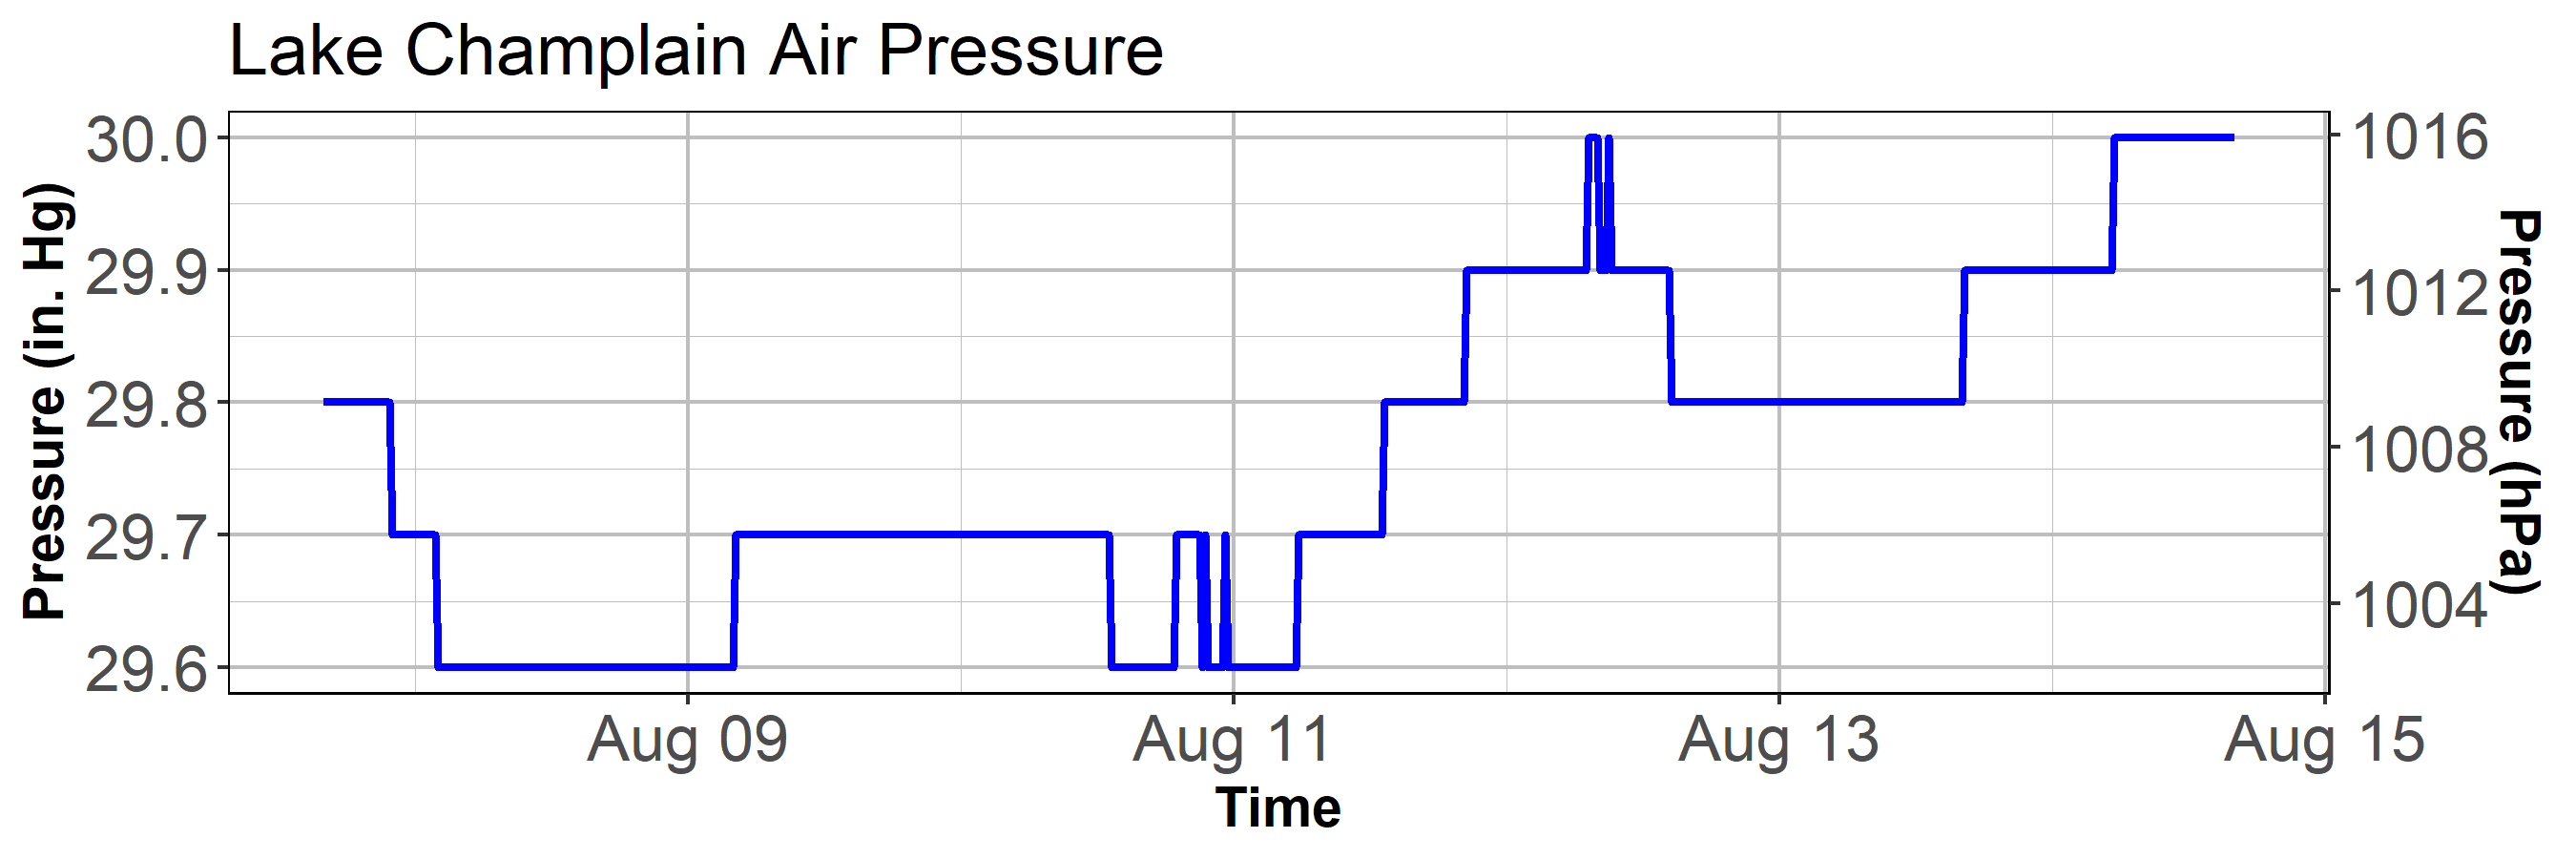 Lake Champlain Air Pressure
Pressure (in. Hg)
30.0
29.9
29.8
29.7
29.6
1016
1012
1008
1004
Pressure (hPa)
Aug 09 Aug 11 Aug 13 Aug 15
Time